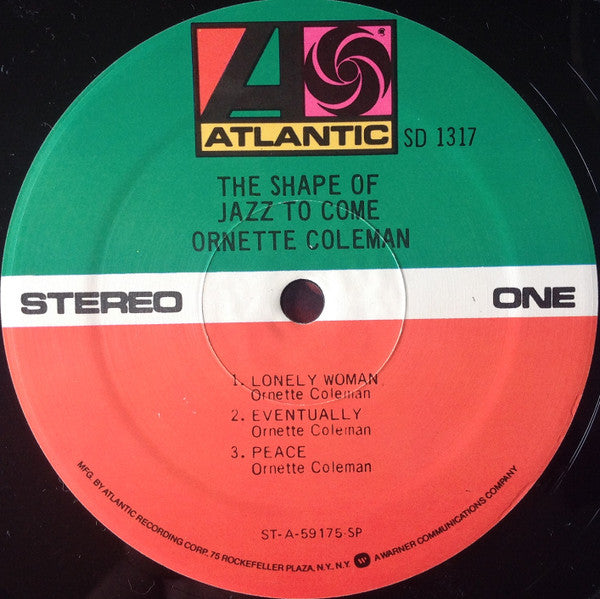 ATLANTIC SD 1317
THE SHAPE OF
JAZZ TO COME
ORNETTE COLEMAN
STEREO ONE
1. LONELY WOMAN
Ornette Coleman
2. EVENTUALLY
Ornette Coleman
3. PEACE
Ornette Coleman
ST-A-59175-SP
MFG. BY ATLANTIC RECORDING CORP. 75 ROCKEFELLER PLAZA, N.Y., N.Y. A WARNER COMMUNICATIONS COMPANY